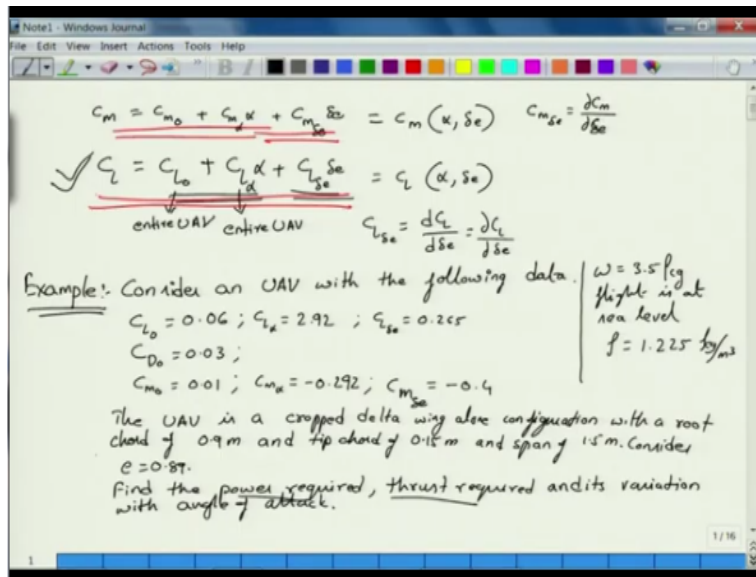 Note1 - Windows Journal
File Edit View Insert Actions Tools Help
Cm = Cm0 + Cmα α + Cmδe δe = Cm (α, δe) Cmδe = ∂Cm/∂δe
CL = CL0 + CLα α + CLδe δe = CL (α, δe)
entire UAV entire UAV CLδe = dCL/dδe = ∂CL/∂δe
Example:- Consider an UAV with the following data.
CL0 = 0.06 ; CLα = 2.92 ; CLδe = 0.265
CD0 = 0.03 ;
Cm0 = 0.01 ; Cmα = -0.292 ; Cmδe = -0.4
w = 3.5 kg
flight is at
sea level
ρ = 1.225 kg/m³
The UAV is a cropped delta wing alone configuration with a root
chord of 0.9 m and tip chord of 0.15 m and span of 1.5 m. Consider
e = 0.89.
Find the power required, thrust required and its variation
with angle of attack.
1 / 16
1